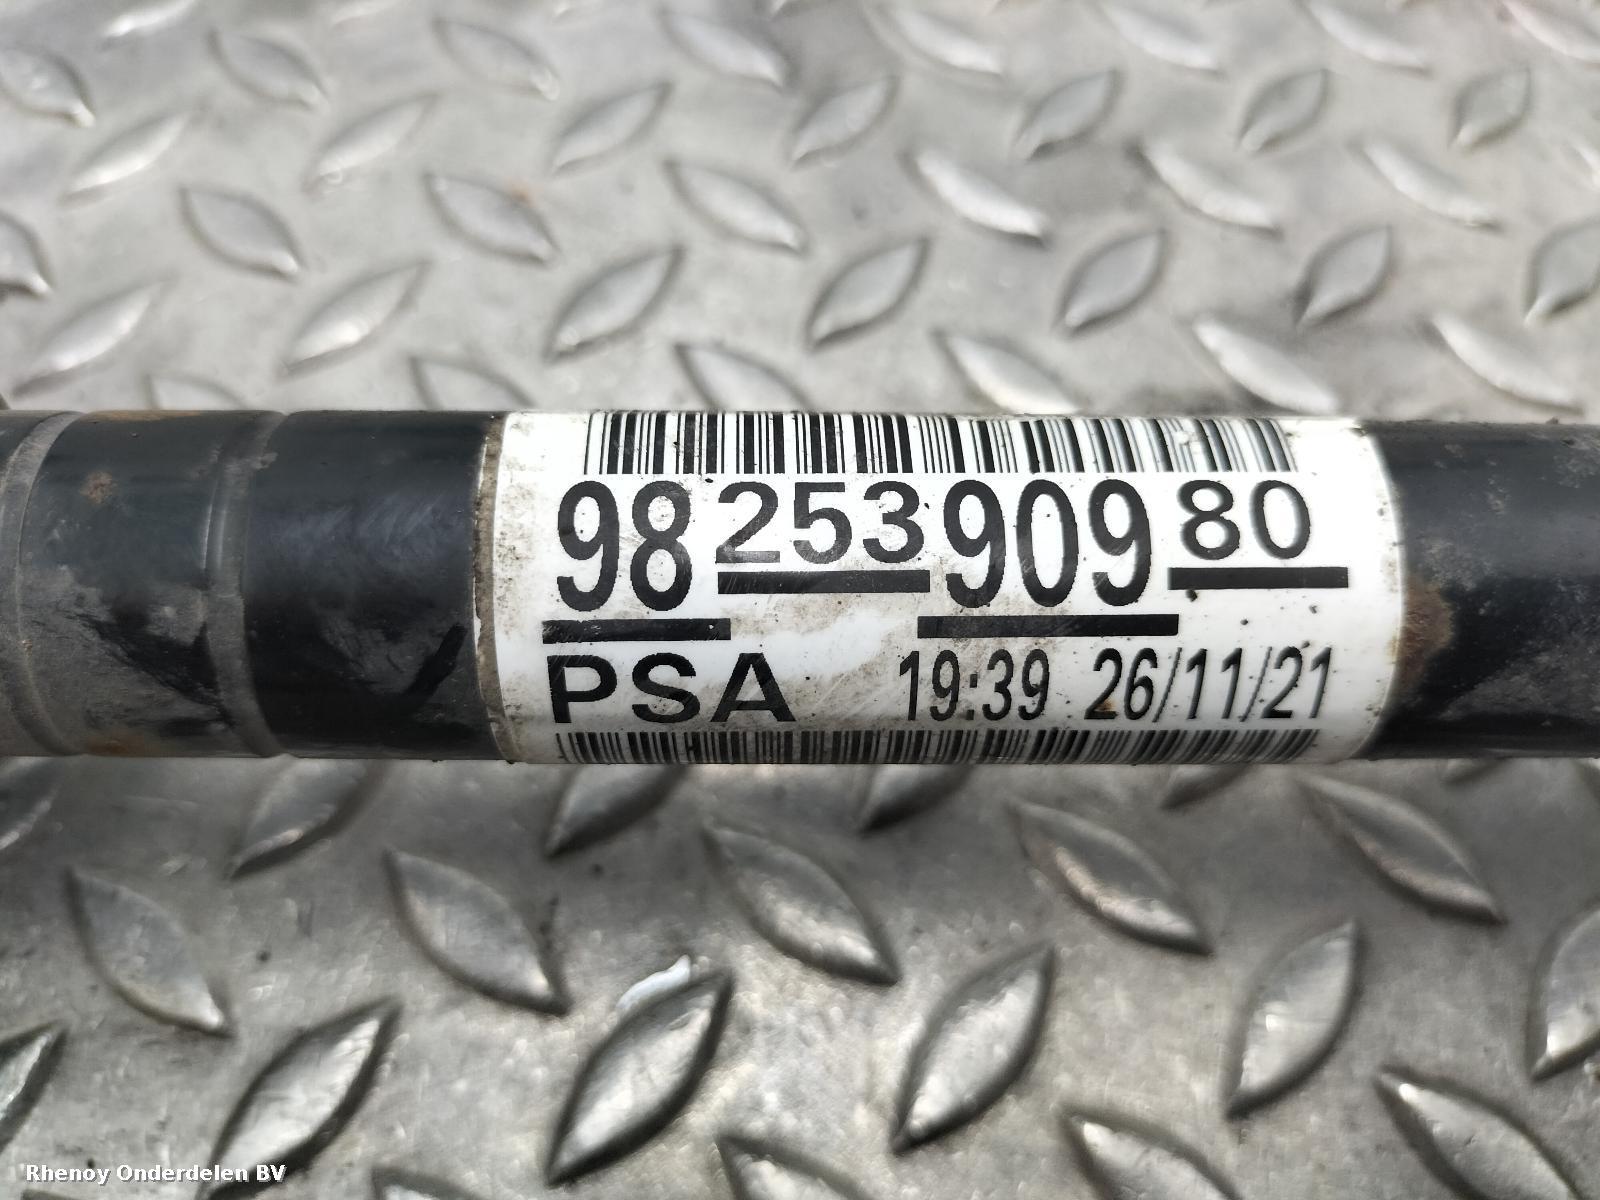 98 253 909 80
PSA 19:39 26/11/21
Rhenoy Onderdelen BV